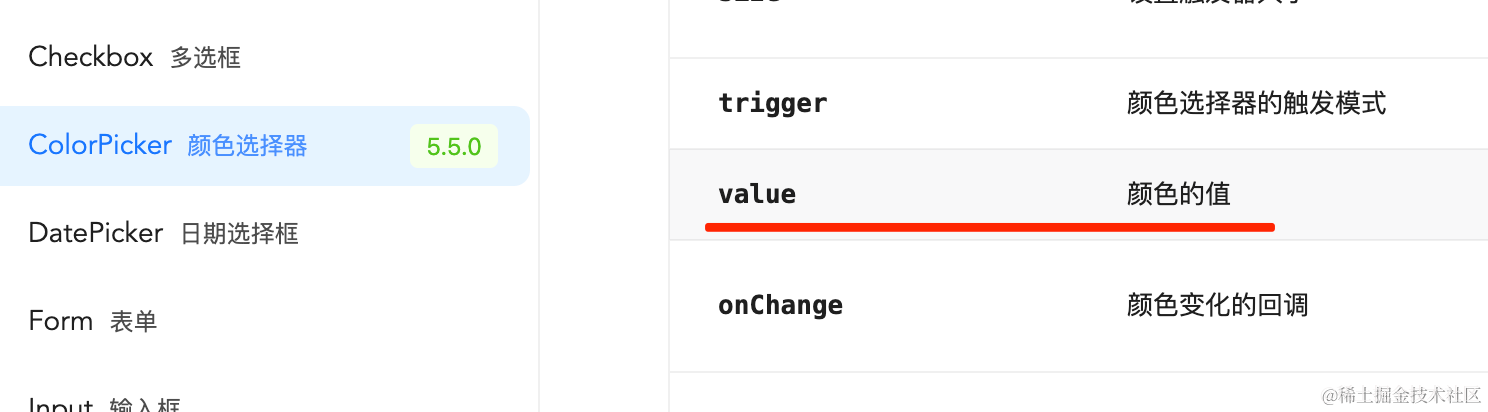 Checkbox 多选框
ColorPicker 颜色选择器 5.5.0
DatePicker 日期选择框
Form 表单
Input 输入框
trigger 颜色选择器的触发模式
value 颜色的值
onChange 颜色变化的回调
@稀土掘金技术社区